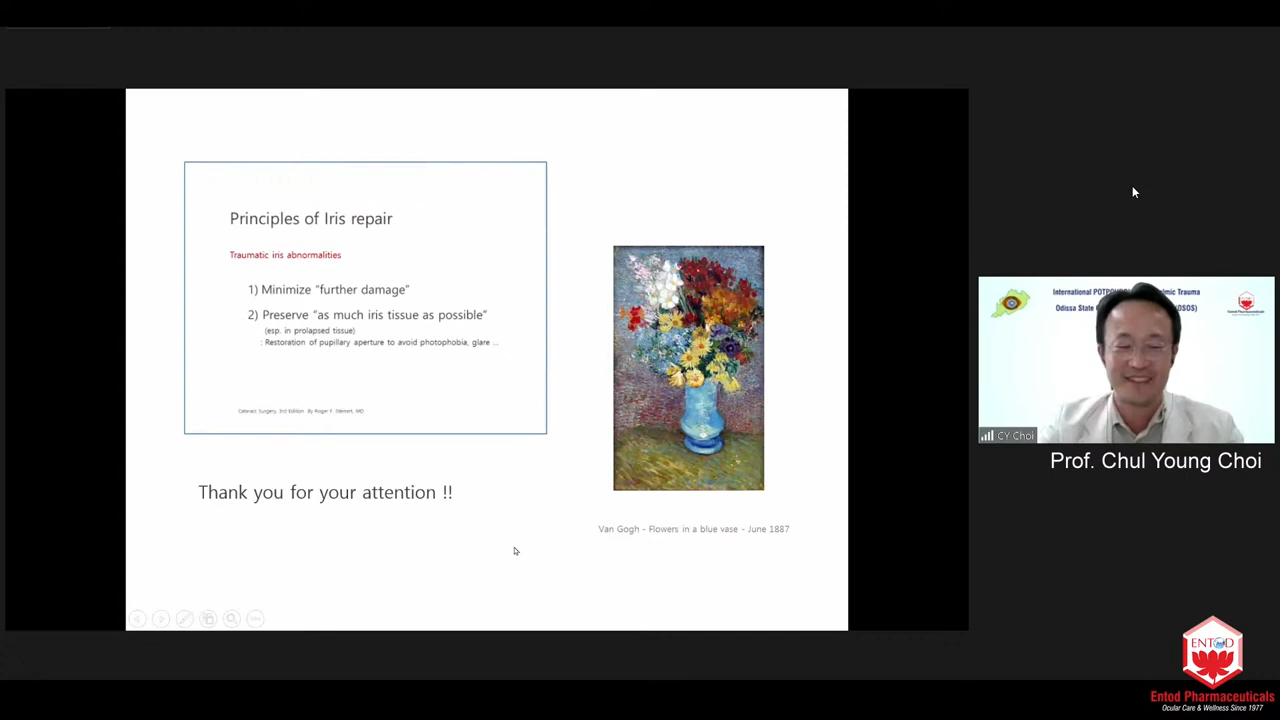 Principles of Iris repair
Traumatic iris abnormalities
1) Minimize "further damage"
2) Preserve "as much iris tissue as possible"
(esp. in prolapsed tissue)
: Restoration of pupillary aperture to avoid photophobia, glare ...
Cataract Surgery, 3rd Edition By Roger F. Steinert, MD
Thank you for your attention !!
Van Gogh - Flowers in a blue vase - June 1887
International
Trauma
Odissa State
OSOS)
CY Choi
Prof. Chul Young Choi
ENTOD
Entod Pharmaceuticals
Ocular Care & Wellness Since 1977